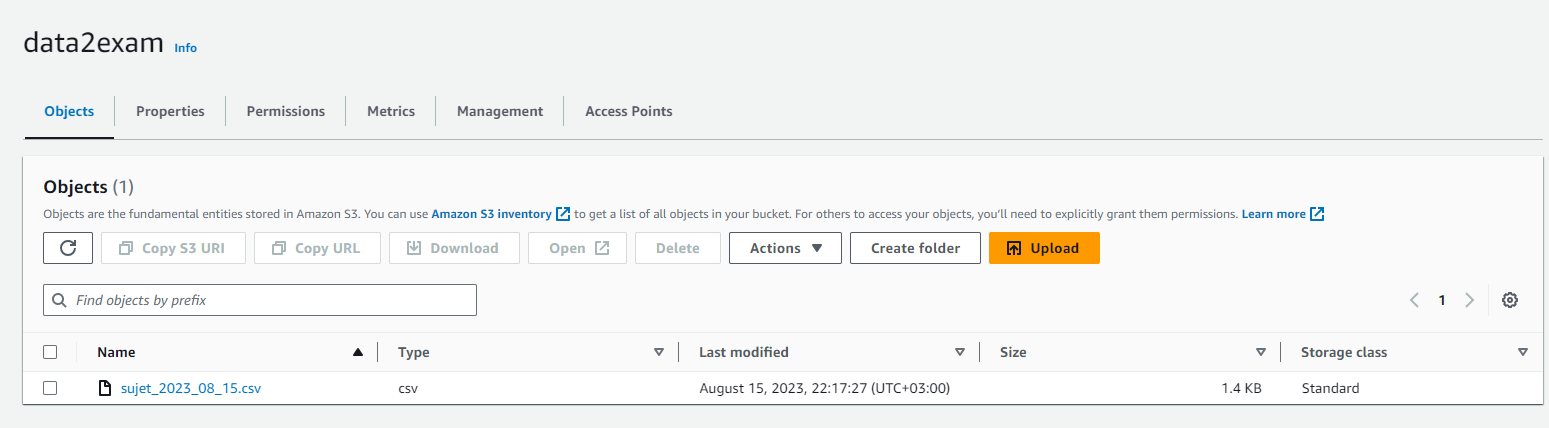 data2exam Info
Objects Properties Permissions Metrics Management Access Points
Objects (1)
Objects are the fundamental entities stored in Amazon S3. You can use Amazon S3 inventory to get a list of all objects in your bucket. For others to access your objects, you'll need to explicitly grant them permissions. Learn more
Copy S3 URI Copy URL Download Open Delete Actions Create folder Upload
Find objects by prefix 1
Name Type Last modified Size Storage class
sujet_2023_08_15.csv csv August 15, 2023, 22:17:27 (UTC+03:00) 1.4 KB Standard